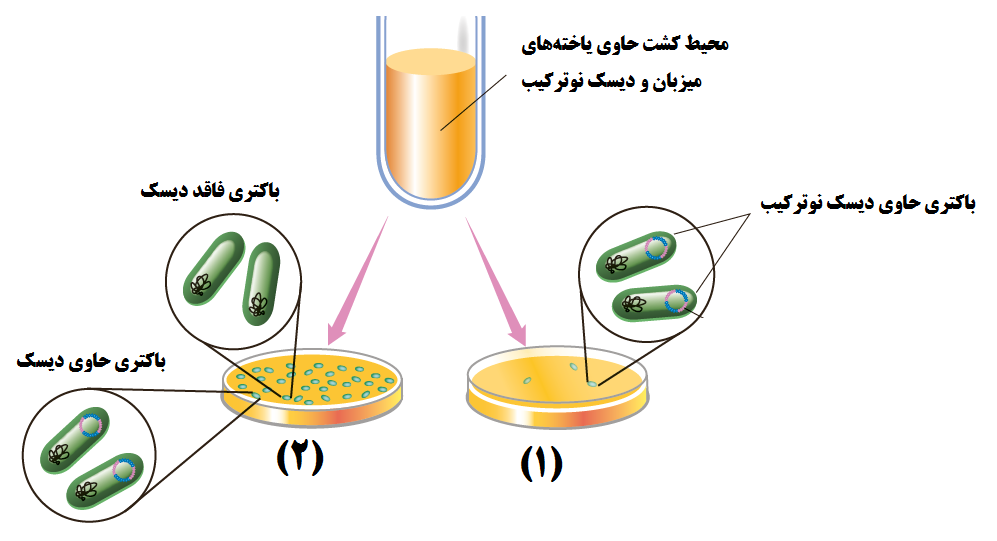 محیط کشت حاوی یاخته‌های
میزبان و دیسک نوترکیب
باکتری فاقد دیسک
باکتری حاوی دیسک نوترکیب
باکتری حاوی دیسک
(۲)
(۱)